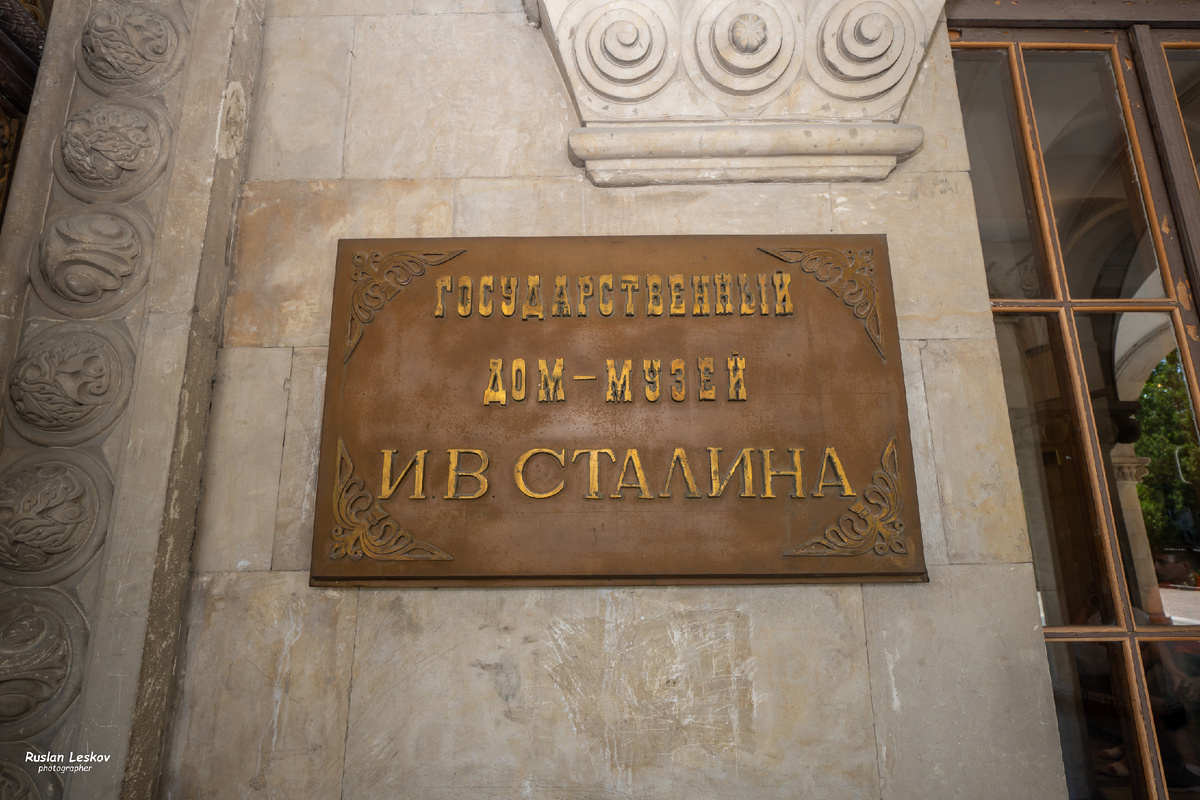 ГОСУДАРСТВЕННЫЙ
ДОМ-МУЗЕЙ
И.В СТАЛИНА
Ruslan Leskov
photographer